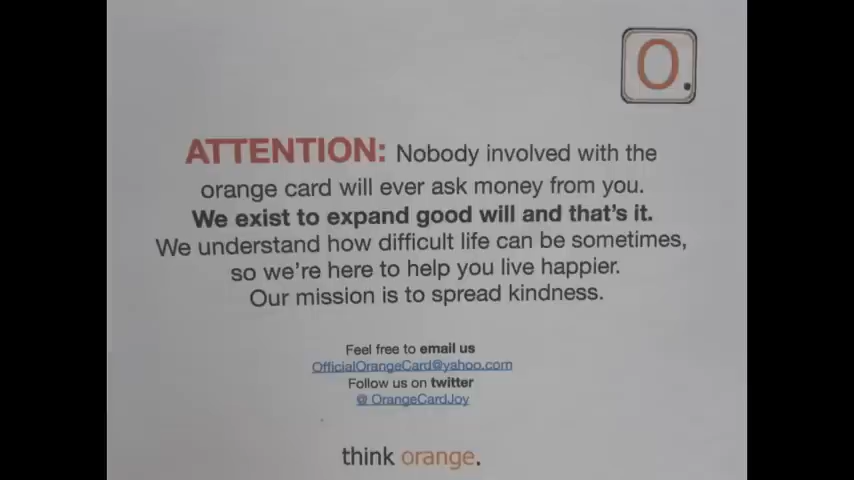 O.
ATTENTION: Nobody involved with the
orange card will ever ask money from you.
We exist to expand good will and that's it.
We understand how difficult life can be sometimes,
so we're here to help you live happier.
Our mission is to spread kindness.
Feel free to email us
OfficialOrangeCard@yahoo.com
Follow us on twitter
@ OrangeCardJoy
think orange.